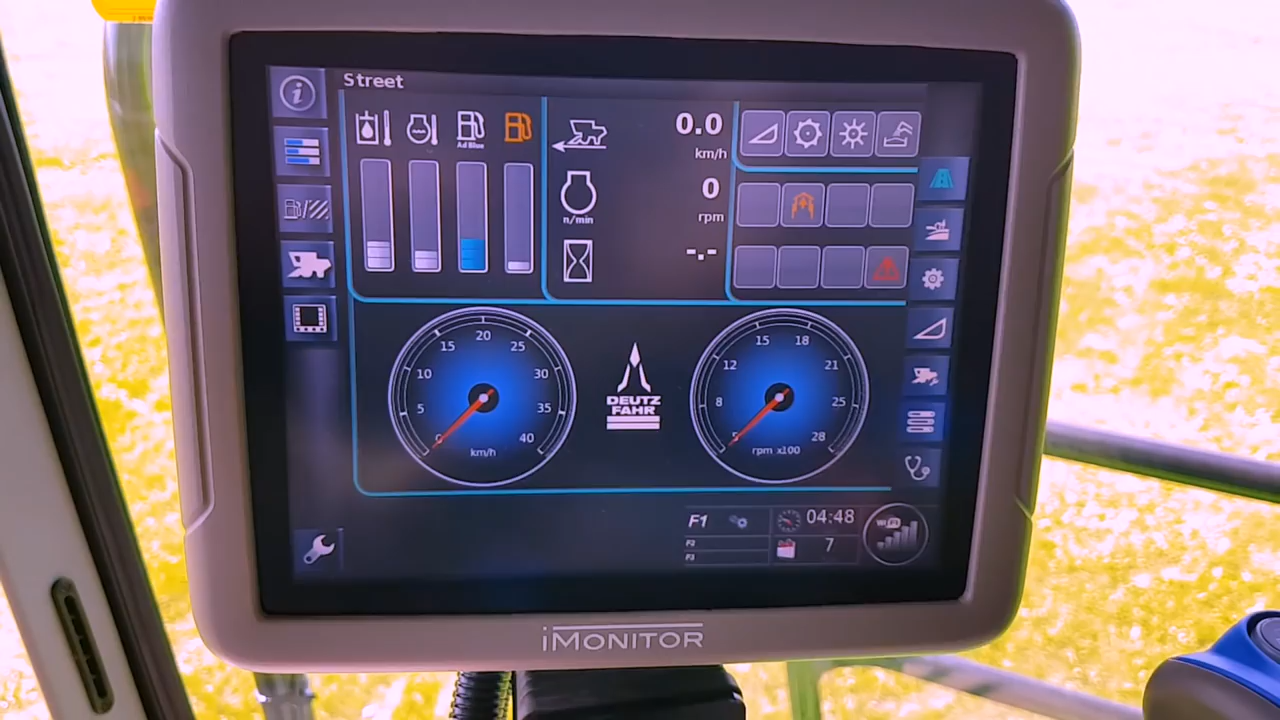 Street
Ad Blue
0.0
km/h
0
rpm
n/min
-.-
0
5
10
15
20
25
30
35
40
km/h
DEUTZ
FAHR
5
8
12
15
18
21
25
28
rpm x100
F1
F2
F3
04:48
7
Wi Fi
iMONITOR